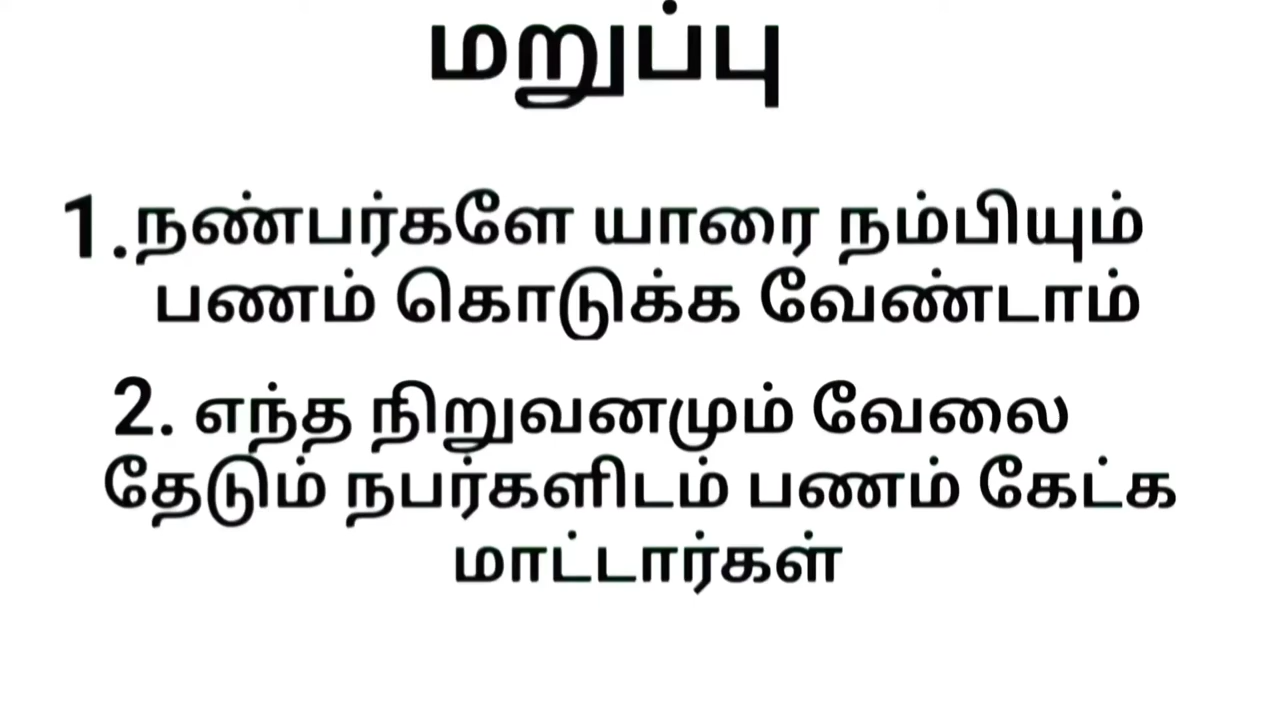 மறுப்பு
1.நண்பர்களே யாரை நம்பியும்
பணம் கொடுக்க வேண்டாம்
2. எந்த நிறுவனமும் வேலை
தேடும் நபர்களிடம் பணம் கேட்க
மாட்டார்கள்